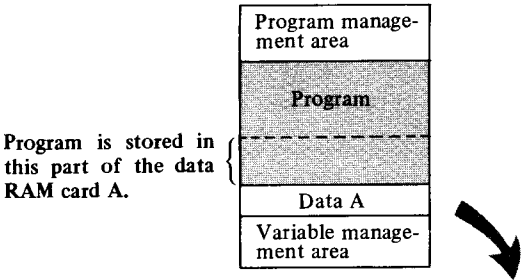 Program manage-
ment area
Program
Program is stored in
this part of the data
RAM card A.
Data A
Variable manage-
ment area